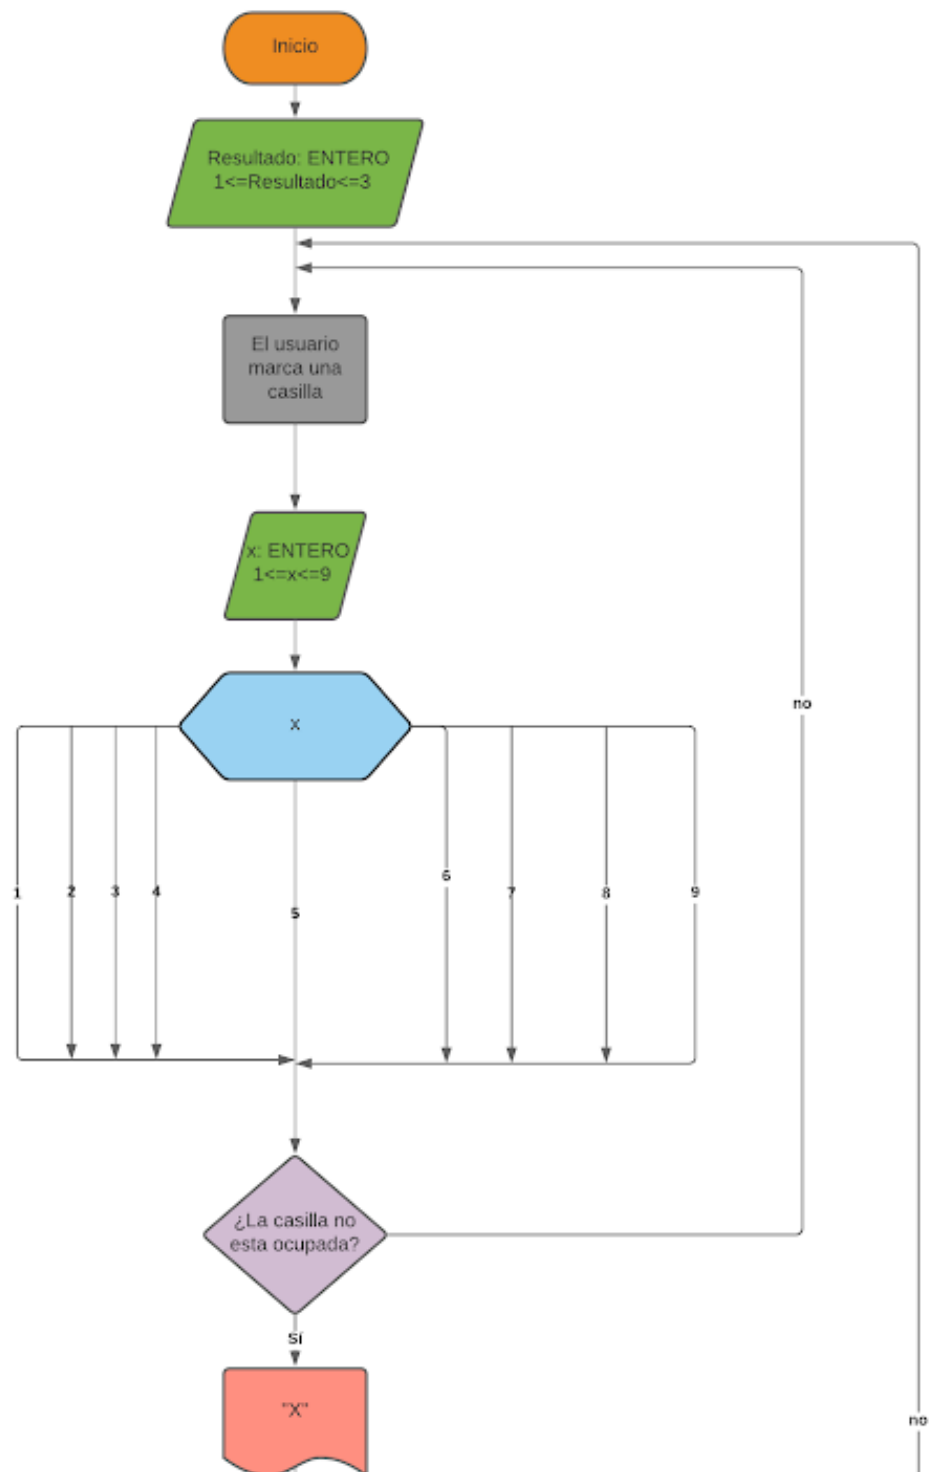 Inicio
Resultado: ENTERO
1<=Resultado<=3
El usuario
marca una
casilla
x: ENTERO
1<=x<=9
x
no
1
2
3
4
5
6
7
8
9
¿La casilla no
esta ocupada?
Sí
"X"
no